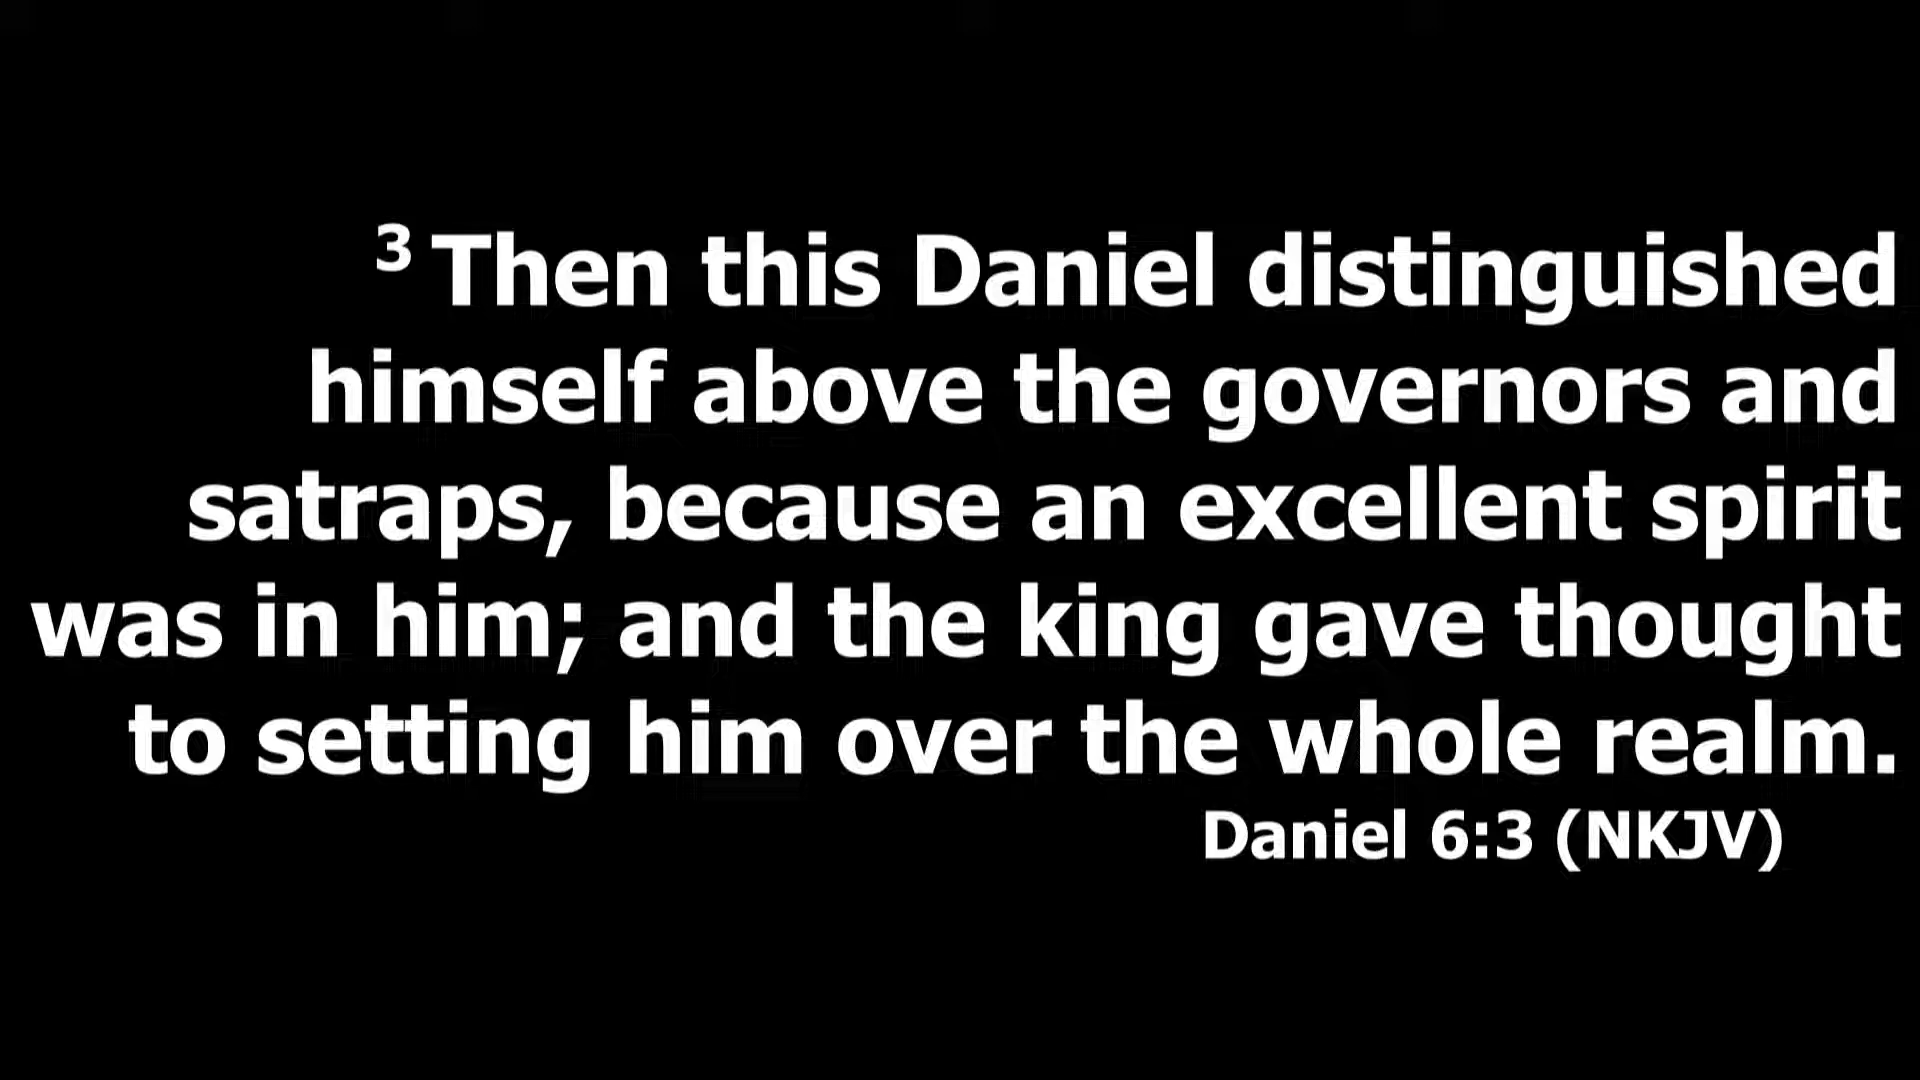 3 Then this Daniel distinguished
himself above the governors and
satraps, because an excellent spirit
was in him; and the king gave thought
to setting him over the whole realm.
Daniel 6:3 (NKJV)